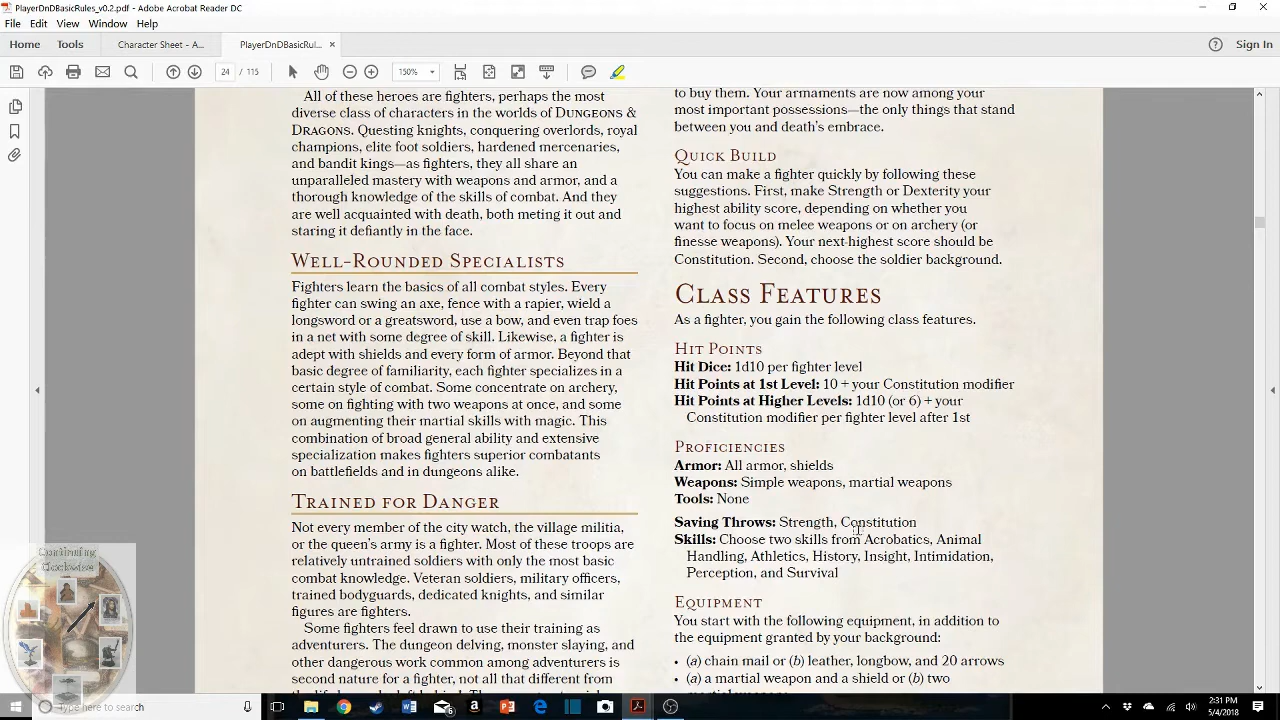 PlayerDnDBasicRules_v0.2.pdf - Adobe Acrobat Reader DC
File Edit View Window Help
Home Tools Character Sheet - A... PlayerDnDBasicRul... × Sign In
24 / 115 150%
All of these heroes are fighters, perhaps the most
diverse class of characters in the worlds of DUNGEONS &
DRAGONS. Questing knights, conquering overlords, royal
champions, elite foot soldiers, hardened mercenaries,
and bandit kings—as fighters, they all share an
unparalleled mastery with weapons and armor, and a
thorough knowledge of the skills of combat. And they
are well acquainted with death, both meting it out and
staring it defiantly in the face.
WELL-ROUNDED SPECIALISTS
Fighters learn the basics of all combat styles. Every
fighter can swing an axe, fence with a rapier, wield a
longsword or a greatsword, use a bow, and even trap foes
in a net with some degree of skill. Likewise, a fighter is
adept with shields and every form of armor. Beyond that
basic degree of familiarity, each fighter specializes in a
certain style of combat. Some concentrate on archery,
some on fighting with two weapons at once, and some
on augmenting their martial skills with magic. This
combination of broad general ability and extensive
specialization makes fighters superior combatants
on battlefields and in dungeons alike.
TRAINED FOR DANGER
Not every member of the city watch, the village militia,
or the queen's army is a fighter. Most of these troops are
relatively untrained soldiers with only the most basic
combat knowledge. Veteran soldiers, military officers,
trained bodyguards, dedicated knights, and similar
figures are fighters.
Some fighters feel drawn to use their training as
adventurers. The dungeon delving, monster slaying, and
other dangerous work common among adventurers is
second nature for a fighter, not all that different from
to buy them. Your armaments are now among your
most important possessions—the only things that stand
between you and death's embrace.
QUICK BUILD
You can make a fighter quickly by following these
suggestions. First, make Strength or Dexterity your
highest ability score, depending on whether you
want to focus on melee weapons or on archery (or
finesse weapons). Your next-highest score should be
Constitution. Second, choose the soldier background.
CLASS FEATURES
As a fighter, you gain the following class features.
HIT POINTS
Hit Dice: 1d10 per fighter level
Hit Points at 1st Level: 10 + your Constitution modifier
Hit Points at Higher Levels: 1d10 (or 6) + your
Constitution modifier per fighter level after 1st
PROFICIENCIES
Armor: All armor, shields
Weapons: Simple weapons, martial weapons
Tools: None
Saving Throws: Strength, Constitution
Skills: Choose two skills from Acrobatics, Animal
Handling, Athletics, History, Insight, Intimidation,
Perception, and Survival
EQUIPMENT
You start with the following equipment, in addition to
the equipment granted by your background:
• (a) chain mail or (b) leather, longbow, and 20 arrows
• (a) a martial weapon and a shield or (b) two
Continuing
Clockwise
Type here to search
2:31 PM
5/4/2018